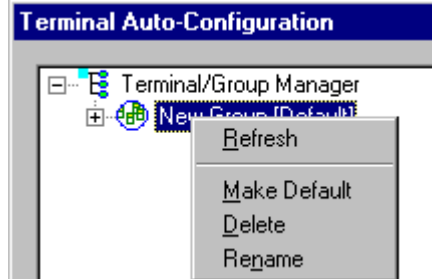 Terminal Auto-Configuration
Terminal/Group Manager
New Group [Default]
Refresh
Make Default
Delete
Rename